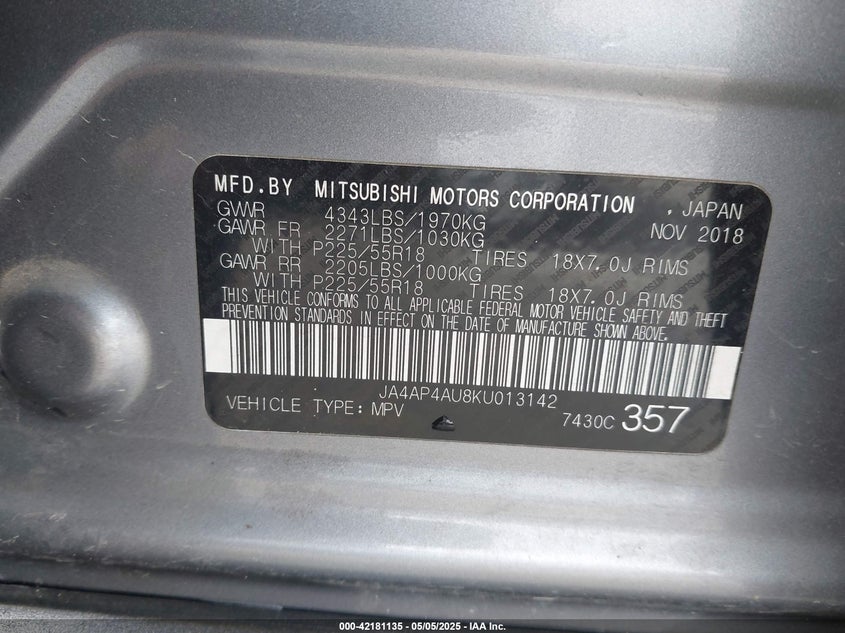 MFD.BY MITSUBISHI MOTORS CORPORATION , JAPAN
GVWR 4343LBS/1970KG NOV 2018
GAWR FR 2271LBS/1030KG
WITH P225/55R18 TIRES 18X7.0J RIMS
GAWR RR 2205LBS/1000KG
WITH P225/55R18 TIRES 18X7.0J RIMS
THIS VEHICLE CONFORMS TO ALL APPLICABLE FEDERAL MOTOR VEHICLE SAFETY AND THEFT
PREVENTION STANDARDS IN EFFECT ON THE DATE OF MANUFACTURE SHOWN ABOVE.
JA4AP4AU8KU013142
VEHICLE TYPE: MPV 7430C 357
000-42181135 - 05/05/2025 - IAA Inc.